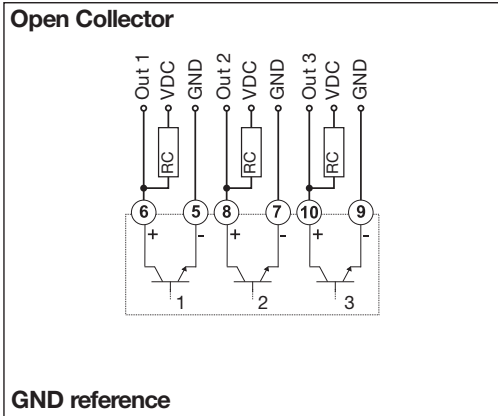 Open Collector
Out 1 VDC GND Out 2 VDC GND Out 3 VDC GND
RC RC RC
6 5 8 7 10 9
+ - + - + -
1 2 3
GND reference